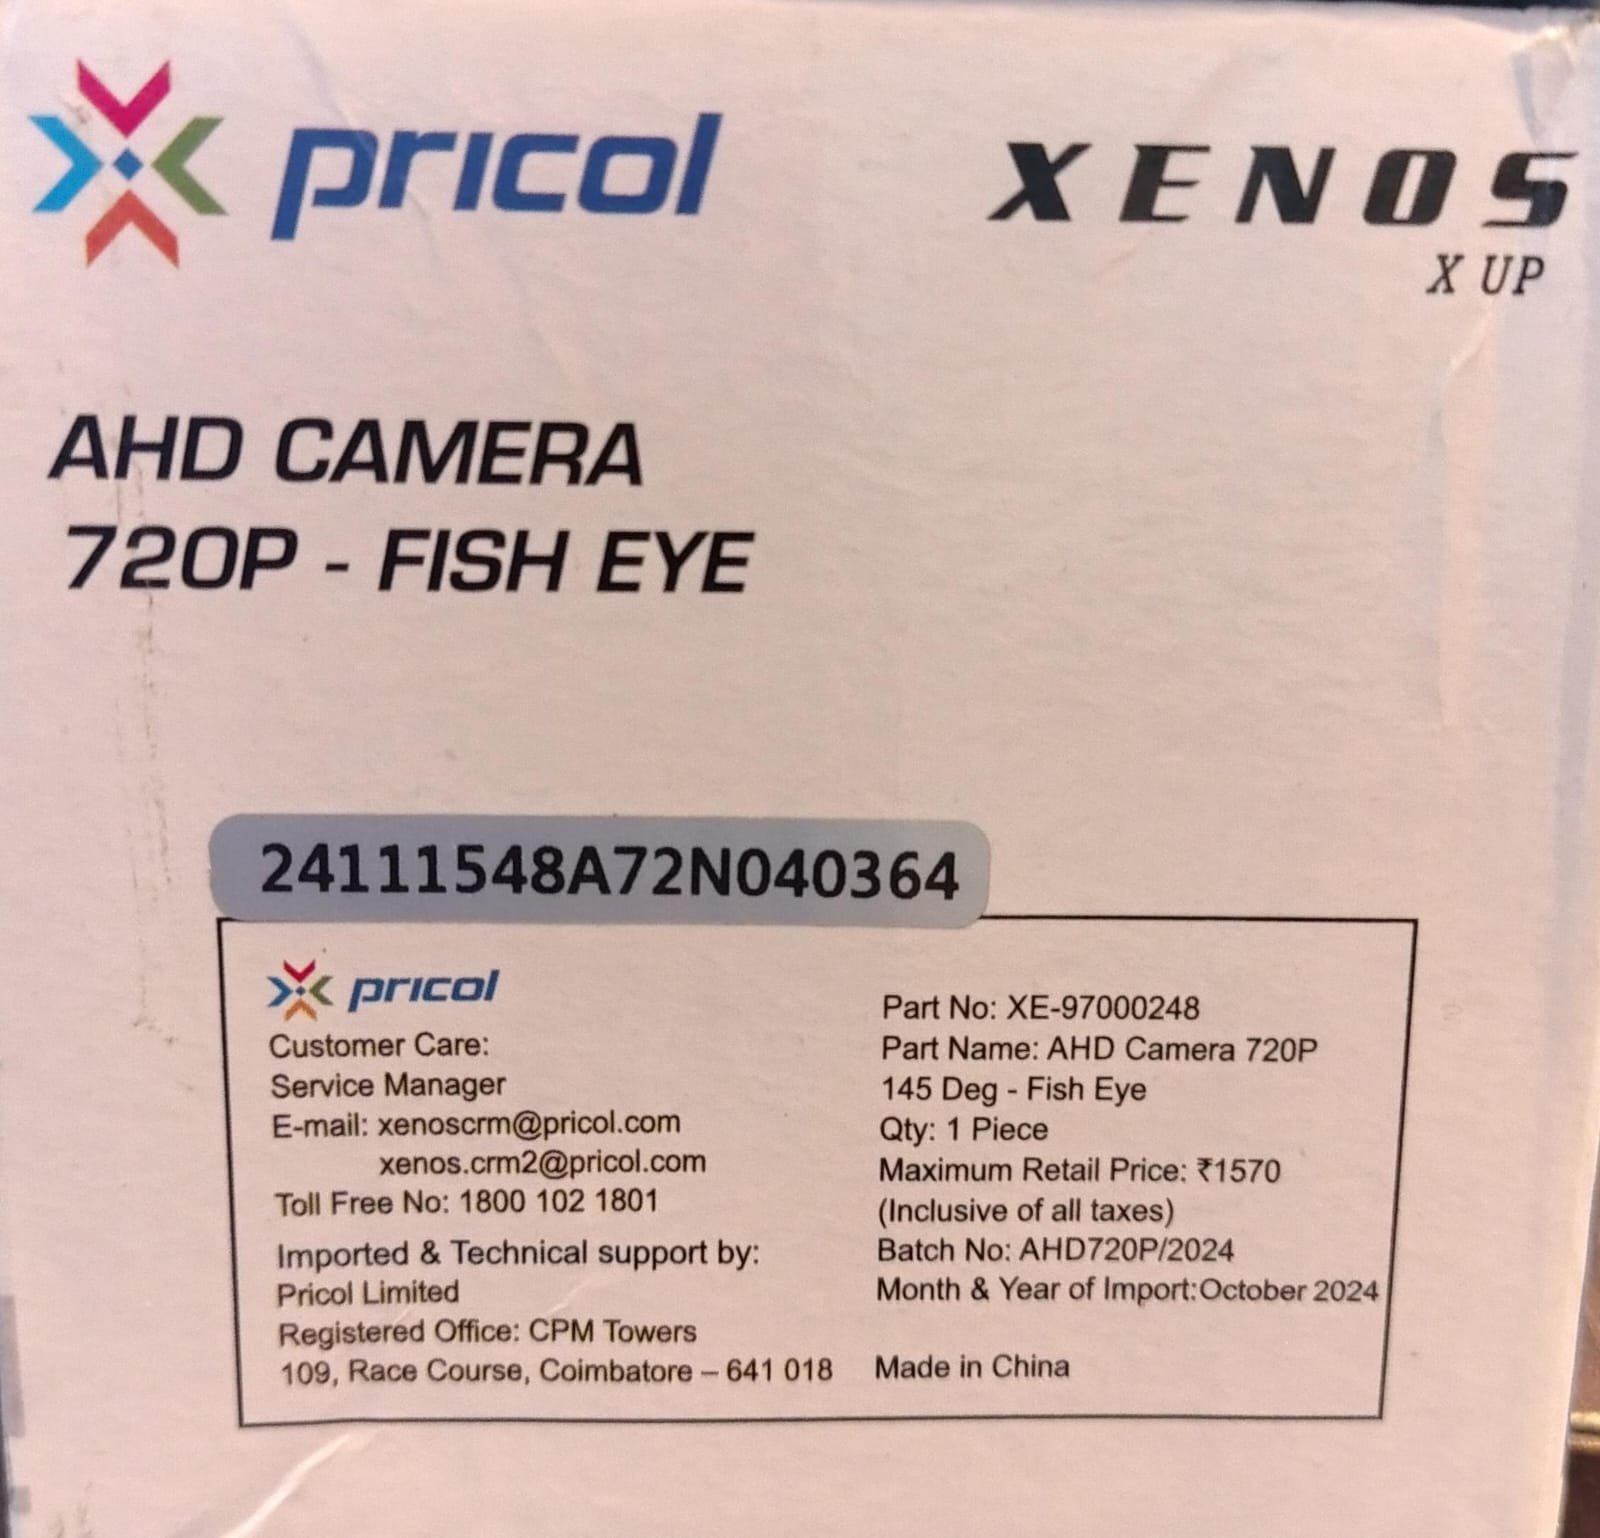 pricol
XENOS
X UP
AHD CAMERA
720P - FISH EYE
24111548A72N040364
pricol
Customer Care:
Service Manager
E-mail: xenoscrm@pricol.com
xenos.crm2@pricol.com
Toll Free No: 1800 102 1801
Imported & Technical support by:
Pricol Limited
Registered Office: CPM Towers
109, Race Course, Coimbatore – 641 018
Part No: XE-97000248
Part Name: AHD Camera 720P
145 Deg - Fish Eye
Qty: 1 Piece
Maximum Retail Price: ₹1570
(Inclusive of all taxes)
Batch No: AHD720P/2024
Month & Year of Import:October 2024
Made in China